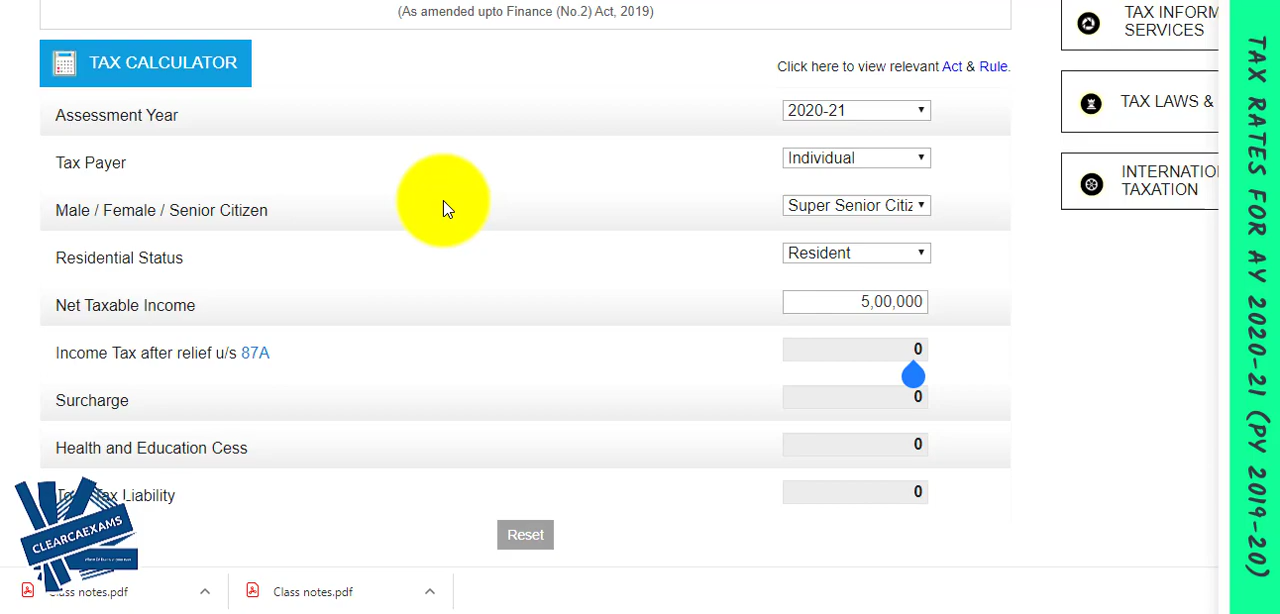 (As amended upto Finance (No.2) Act, 2019)
TAX CALCULATOR
Click here to view relevant Act & Rule.
Assessment Year
2020-21
Tax Payer
Individual
Male / Female / Senior Citizen
Super Senior Citiz
Residential Status
Resident
Net Taxable Income
5,00,000
Income Tax after relief u/s 87A
0
Surcharge
0
Health and Education Cess
0
Tax Liability
0
Reset
CLEARCAEXAMS
Class notes.pdf
Class notes.pdf
TAX INFORM
SERVICES
TAX LAWS &
INTERNATIO
TAXATION
TAX RATES FOR AY 2020-21 (PY 2019-20)